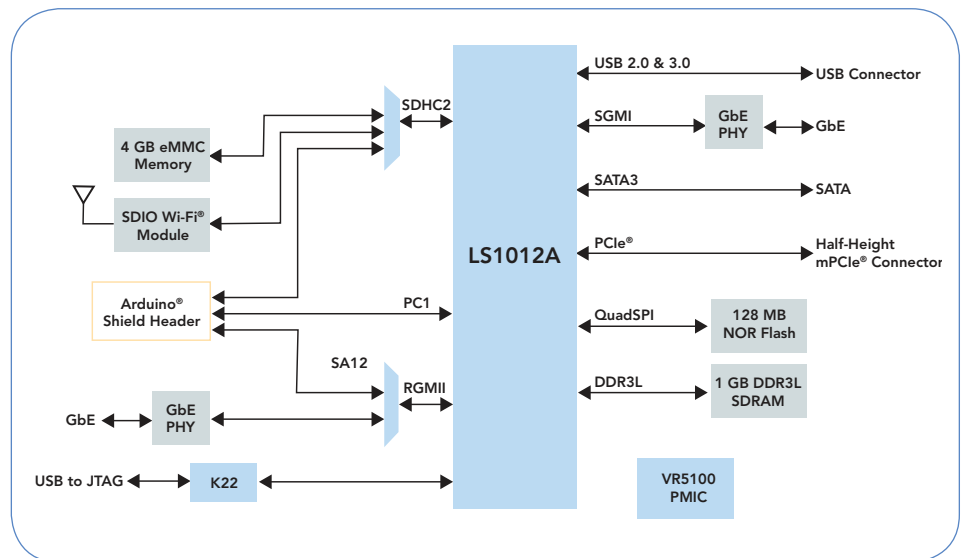 USB 2.0 & 3.0
USB Connector
SDHC2
SGMI
GbE
PHY
GbE
4 GB eMMC
Memory
SATA3
SATA
SDIO Wi-Fi®
Module
LS1012A
PCIe®
Half-Height
mPCIe® Connector
Arduino®
Shield Header
PC1
QuadSPI
128 MB
NOR Flash
SA12
RGMII
DDR3L
1 GB DDR3L
SDRAM
GbE
GbE
PHY
USB to JTAG
K22
VR5100
PMIC